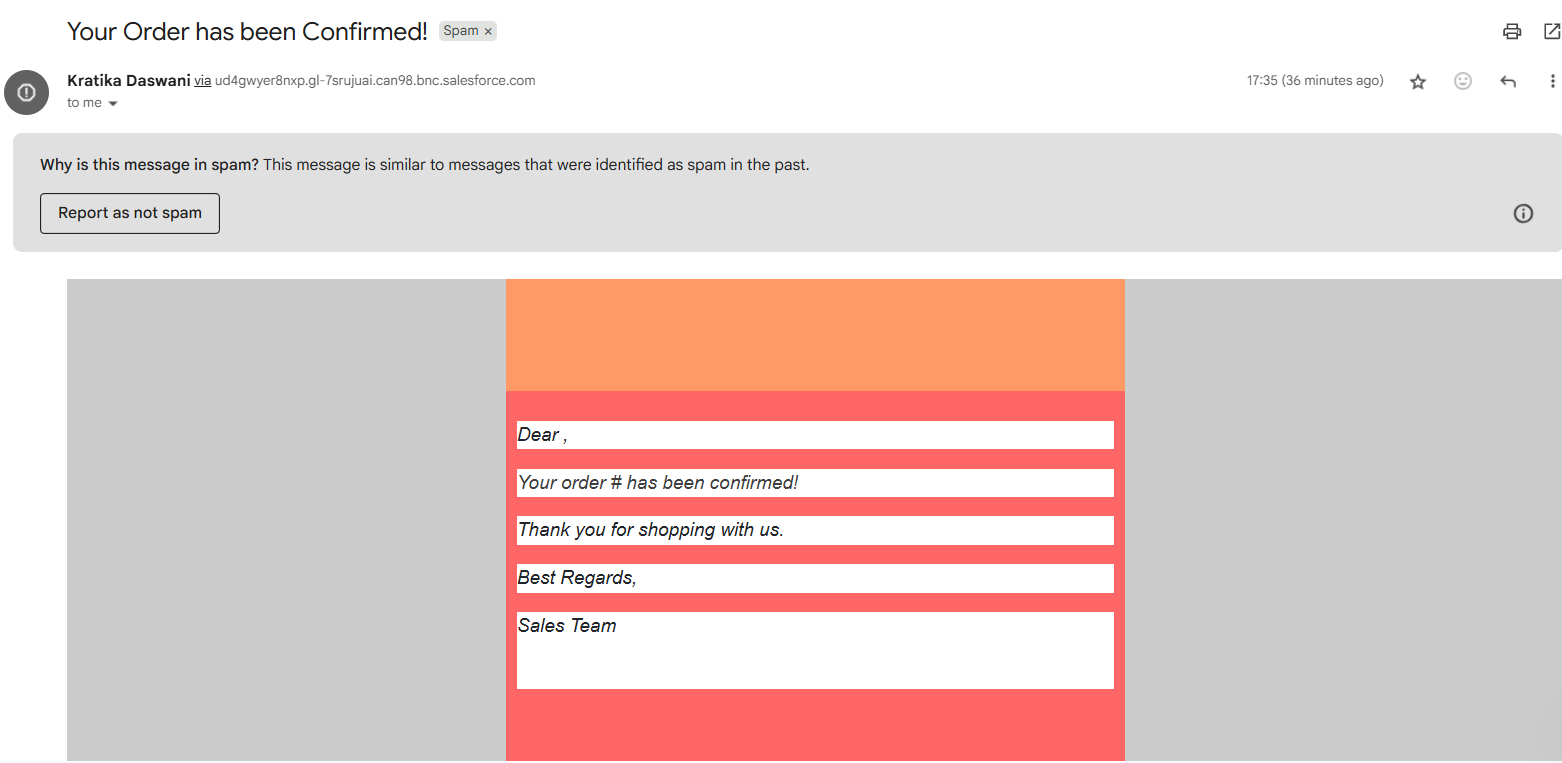 Your Order has been Confirmed! Spam ×
Kratika Daswani via ud4gwyer8nxp.gl-7srujuai.can98.bnc.salesforce.com 17:35 (36 minutes ago)
to me
Why is this message in spam? This message is similar to messages that were identified as spam in the past.
Report as not spam
Dear ,
Your order # has been confirmed!
Thank you for shopping with us.
Best Regards,
Sales Team